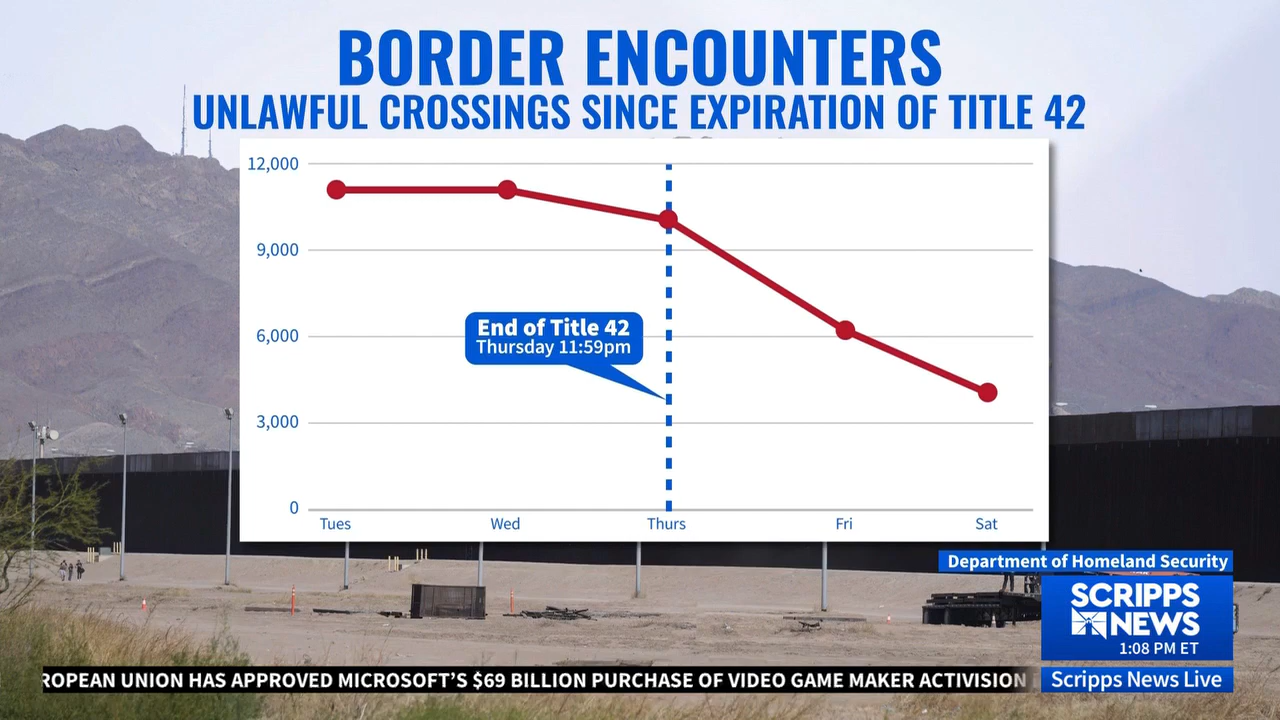 BORDER ENCOUNTERS
UNLAWFUL CROSSINGS SINCE EXPIRATION OF TITLE 42
12,000
9,000
6,000
3,000
0
End of Title 42
Thursday 11:59pm
Tues Wed Thurs Fri Sat
Department of Homeland Security
SCRIPPS
NEWS
1:08 PM ET
ROPEAN UNION HAS APPROVED MICROSOFT'S $69 BILLION PURCHASE OF VIDEO GAME MAKER ACTIVISION
Scripps News Live